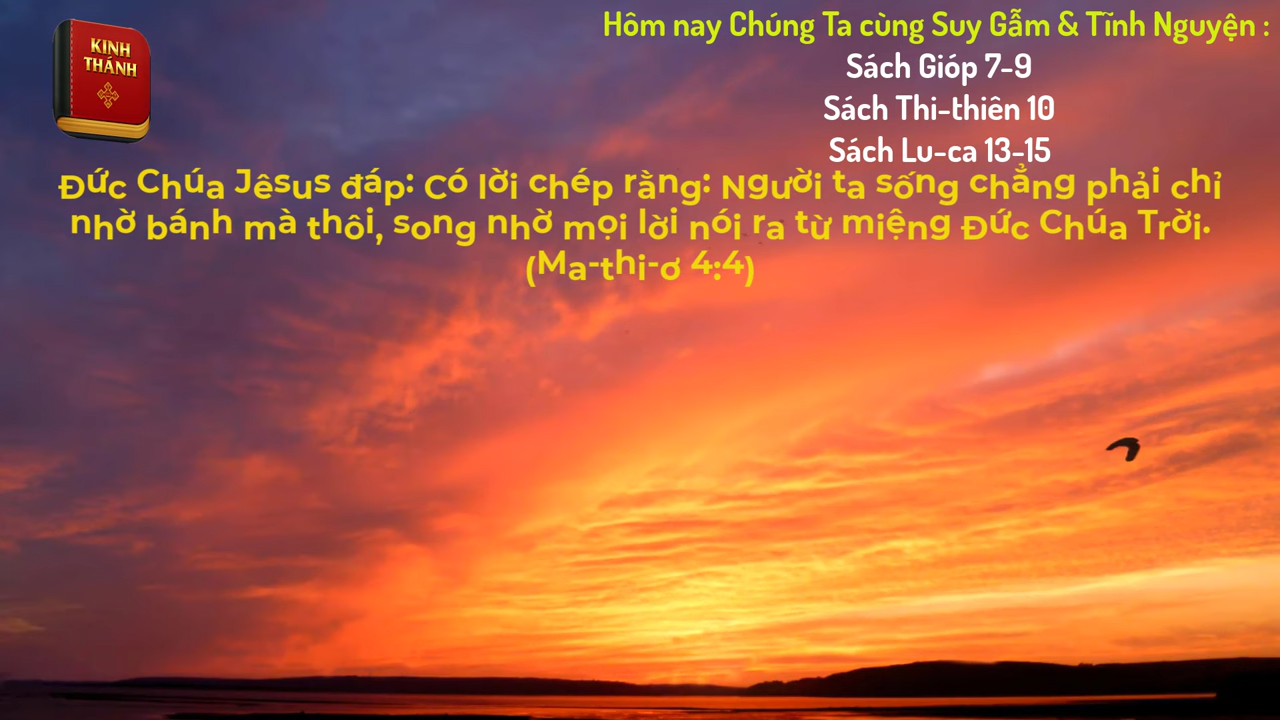 KINH
THÁNH
Hôm nay Chúng Ta cùng Suy Gẫm & Tĩnh Nguyện :
Sách Gióp 7-9
Sách Thi-thiên 10
Sách Lu-ca 13-15
Đức Chúa Jêsus đáp: Có lời chép rằng: Người ta sống chẳng phải chỉ
nhờ bánh mà thôi, song nhờ mọi lời nói ra từ miệng Đức Chúa Trời.
(Ma-thi-ơ 4:4)